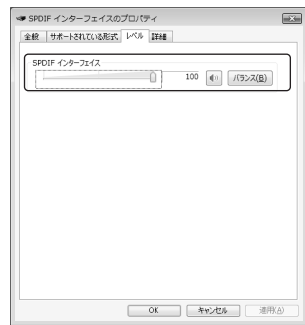 SPDIF インターフェイスのプロパティ
全般 サポートされている形式 レベル 詳細
SPDIF インターフェイス
100 バランス(B)
OK キャンセル 適用(A)